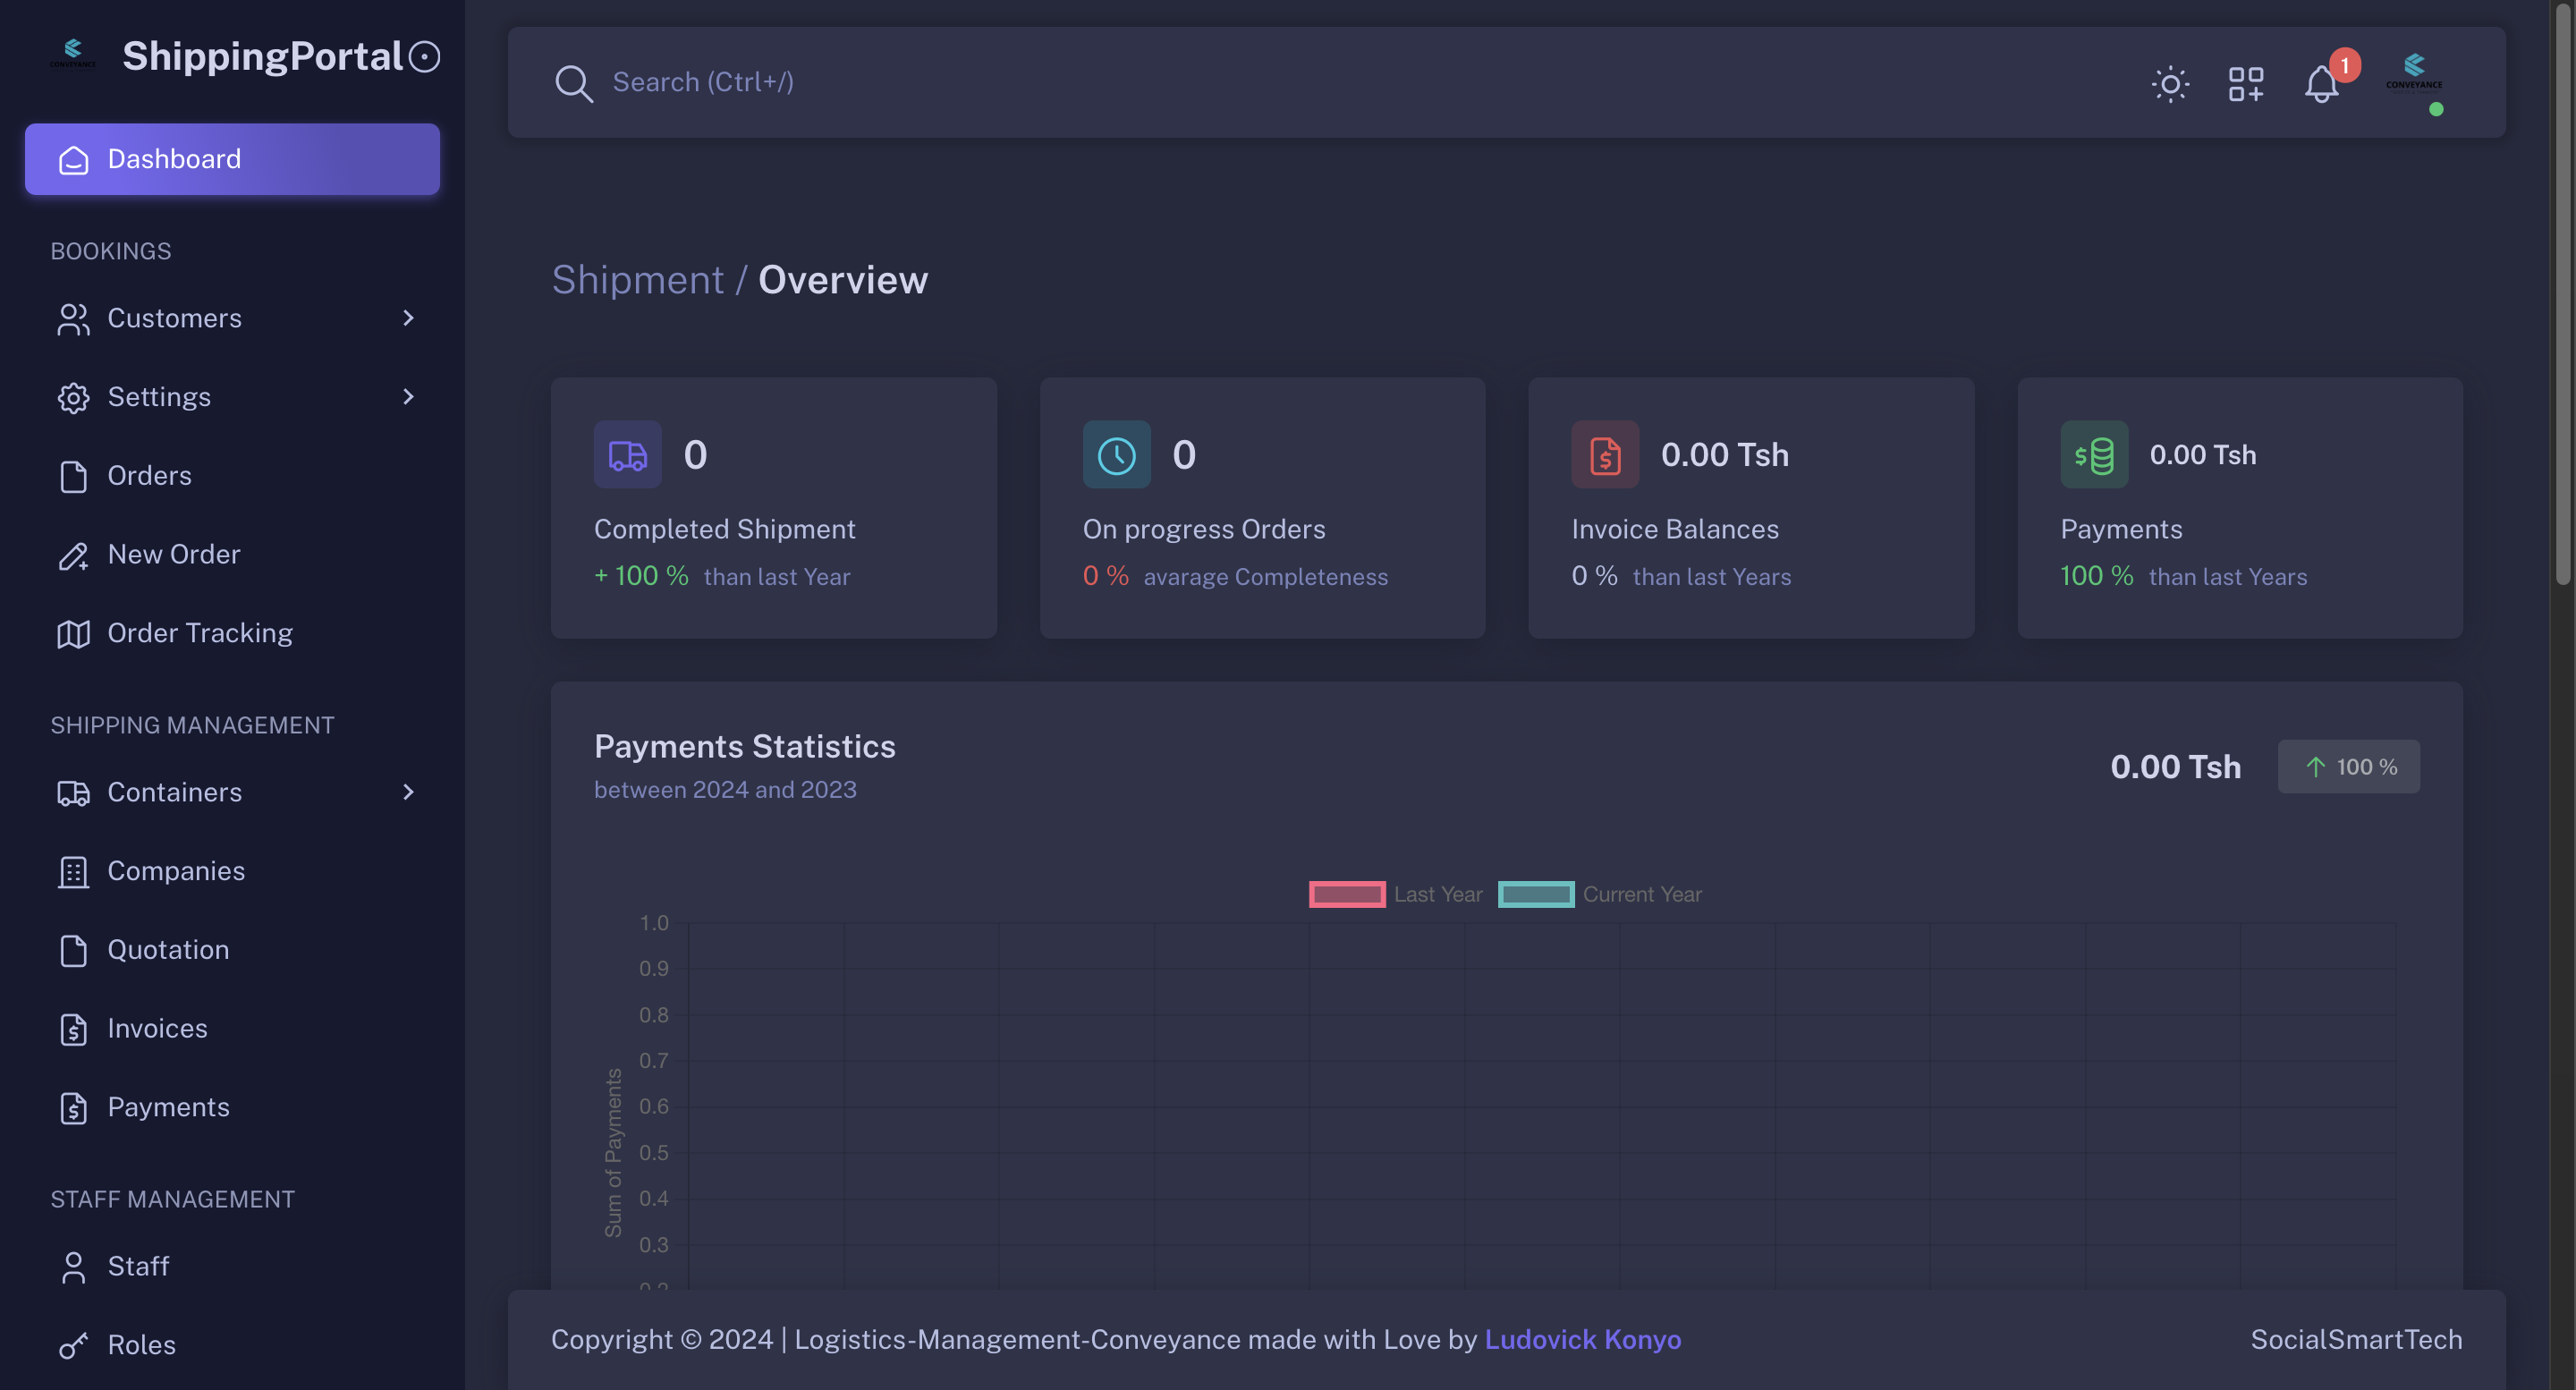 CONVEYANCE
ShippingPortal
Dashboard
BOOKINGS
Customers
Settings
Orders
New Order
Order Tracking
SHIPPING MANAGEMENT
Containers
Companies
Quotation
Invoices
Payments
STAFF MANAGEMENT
Staff
Roles
Search (Ctrl+/)
1
CONVEYANCE
Shipment / Overview
0
Completed Shipment
+ 100 % than last Year
0
On progress Orders
0 % avarage Completeness
0.00 Tsh
Invoice Balances
0 % than last Years
0.00 Tsh
Payments
100 % than last Years
Payments Statistics
between 2024 and 2023
0.00 Tsh
100 %
Last Year
Current Year
Sum of Payments
1.0
0.9
0.8
0.7
0.6
0.5
0.4
0.3
0.2
Copyright © 2024 | Logistics-Management-Conveyance made with Love by Ludovick Konyo
SocialSmartTech